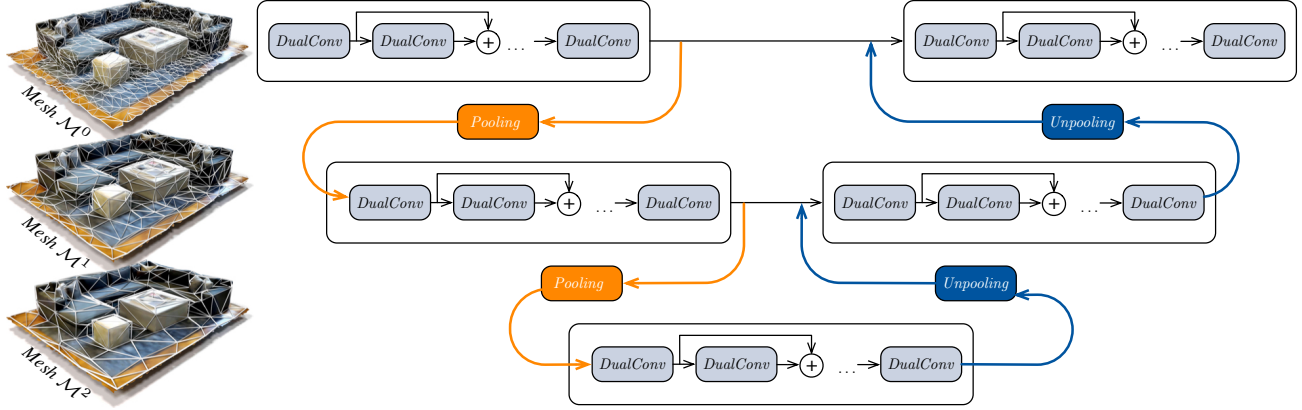 DualConv DualConv + ... DualConv DualConv DualConv + ... DualConv
Mesh M⁰
Pooling Unpooling
DualConv DualConv + ... DualConv DualConv DualConv + ... DualConv
Mesh M¹
Pooling Unpooling
DualConv DualConv + ... DualConv
Mesh M²